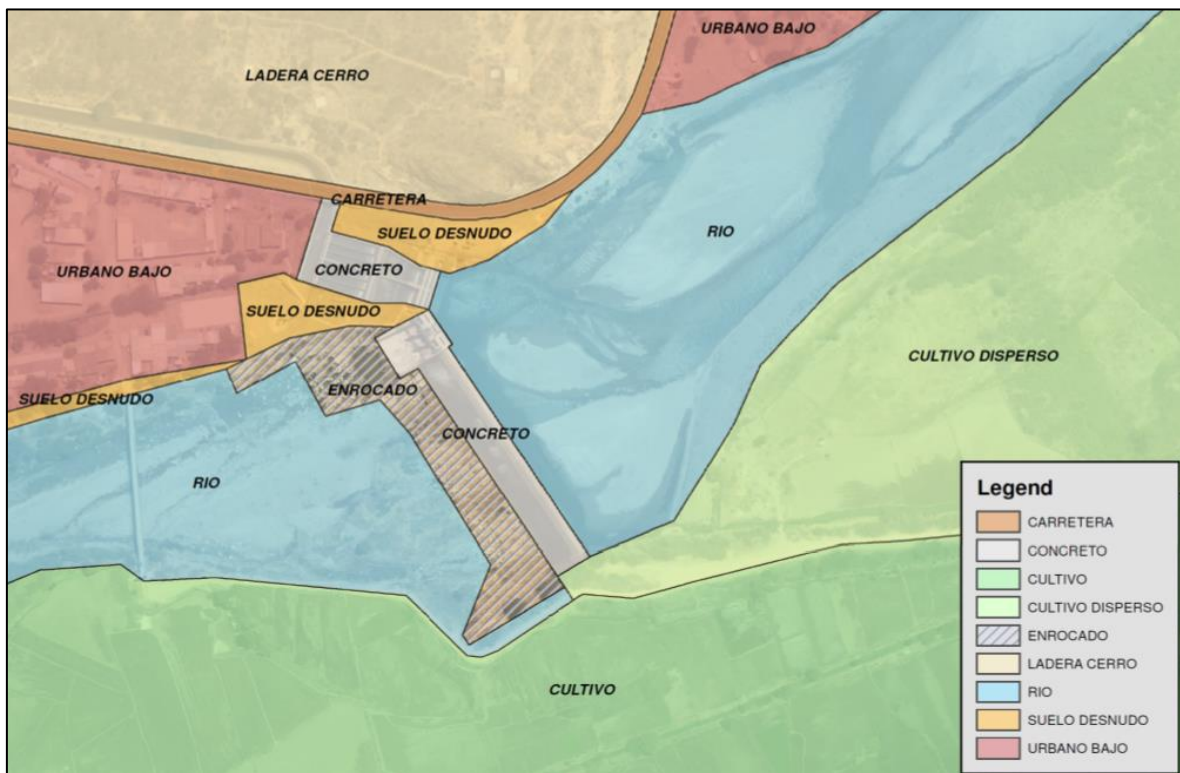 URBANO BAJO
LADERA CERRO
CARRETERA
SUELO DESNUDO
RIO
URBANO BAJO
CONCRETO
SUELO DESNUDO
CULTIVO DISPERSO
ENROCADO
SUELO DESNUDO
CONCRETO
RIO
CULTIVO
Legend
CARRETERA
CONCRETO
CULTIVO
CULTIVO DISPERSO
ENROCADO
LADERA CERRO
RIO
SUELO DESNUDO
URBANO BAJO